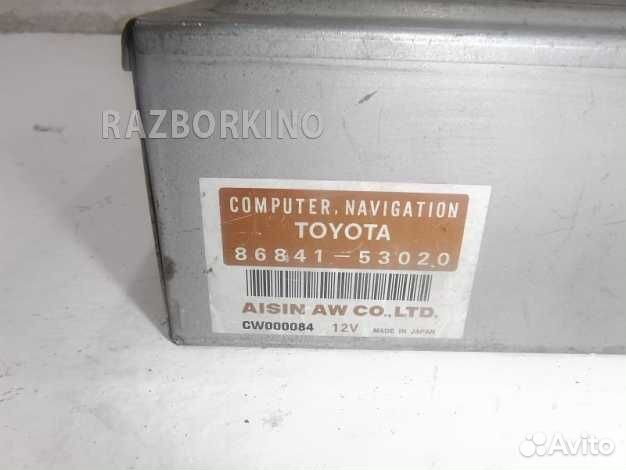 RAZBORKINO
COMPUTER, NAVIGATION
TOYOTA
86841-53020
AISIN AW CO.,LTD.
CW000084 12V MADE IN JAPAN
Avito